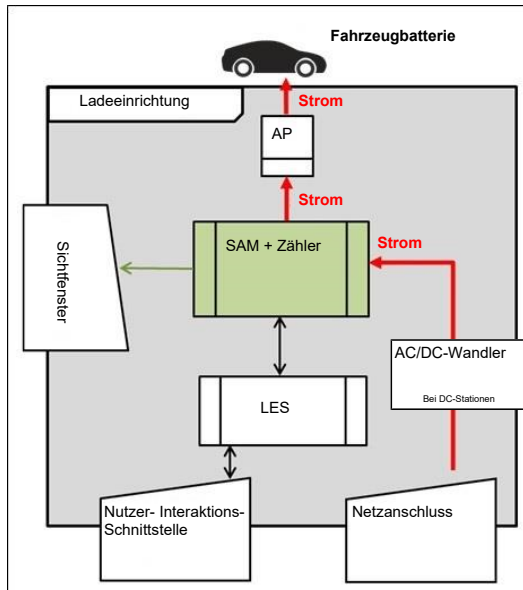 Fahrzeugbatterie
Ladeeinrichtung
Strom
AP
Strom
SAM + Zähler
Strom
Sichtfenster
AC/DC-Wandler
Bei DC-Stationen
LES
Nutzer- Interaktions-
Schnittstelle
Netzanschluss